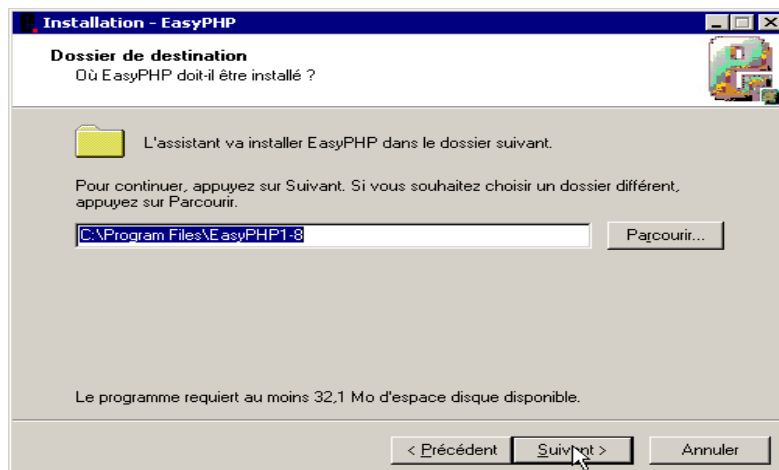 Installation - EasyPHP
Dossier de destination
Où EasyPHP doit-il être installé ?
L'assistant va installer EasyPHP dans le dossier suivant.
Pour continuer, appuyez sur Suivant. Si vous souhaitez choisir un dossier différent,
appuyez sur Parcourir.
C:\Program Files\EasyPHP1-8
Parcourir...
Le programme requiert au moins 32,1 Mo d'espace disque disponible.
< Précédent
Suivant >
Annuler